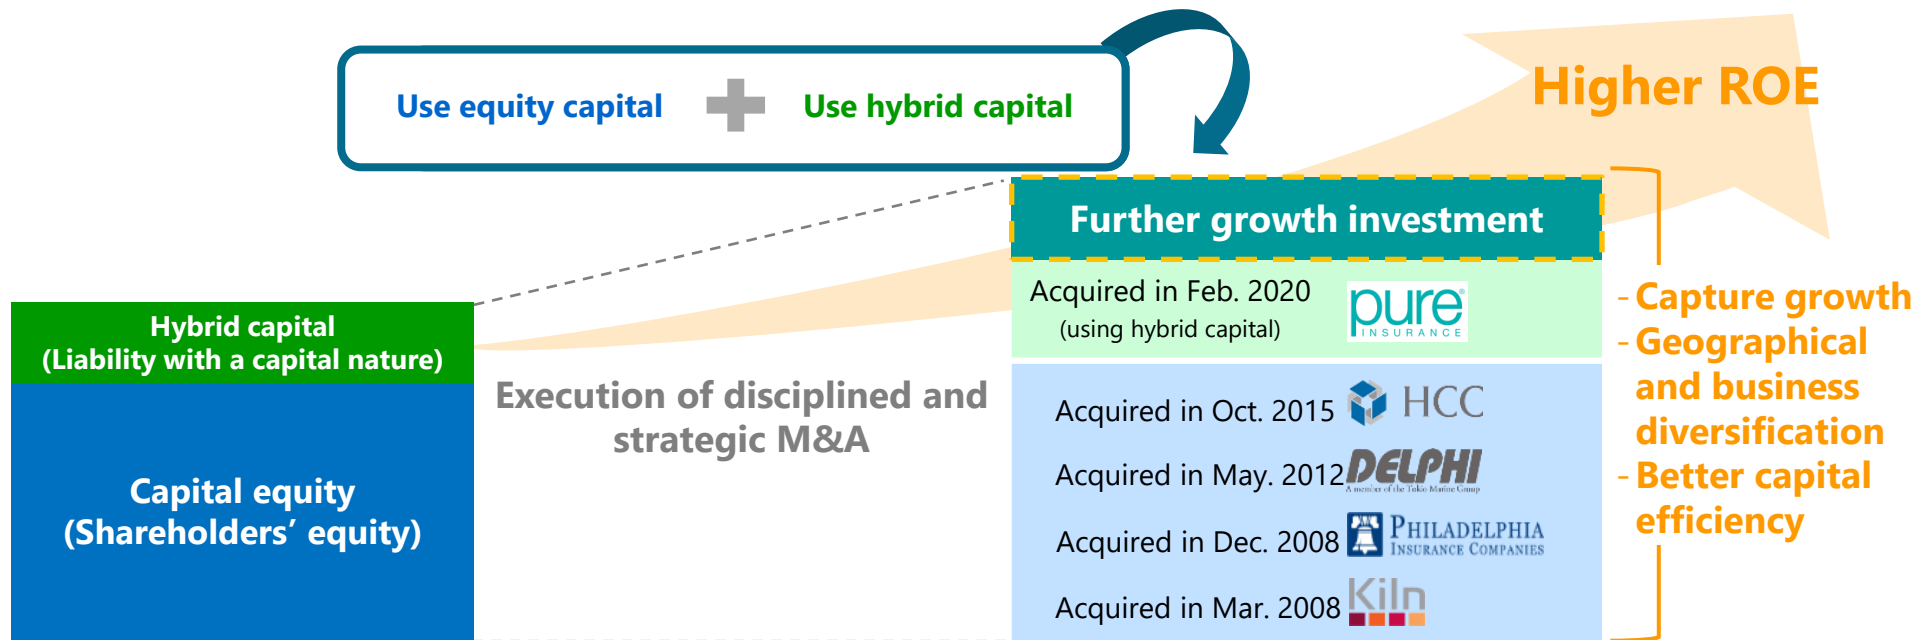 Use equity capital
Use hybrid capital
Higher ROE
Further growth investment
Acquired in Feb. 2020
(using hybrid capital)
pure®
INSURANCE
Hybrid capital
(Liability with a capital nature)
Capital equity
(Shareholders’ equity)
Execution of disciplined and
strategic M&A
Acquired in Oct. 2015
HCC
Acquired in May. 2012
DELPHI
A member of the Tokio Marine Group
Acquired in Dec. 2008
PHILADELPHIA
INSURANCE COMPANIES
Acquired in Mar. 2008
Kiln
- Capture growth
- Geographical
and business
diversification
- Better capital
efficiency